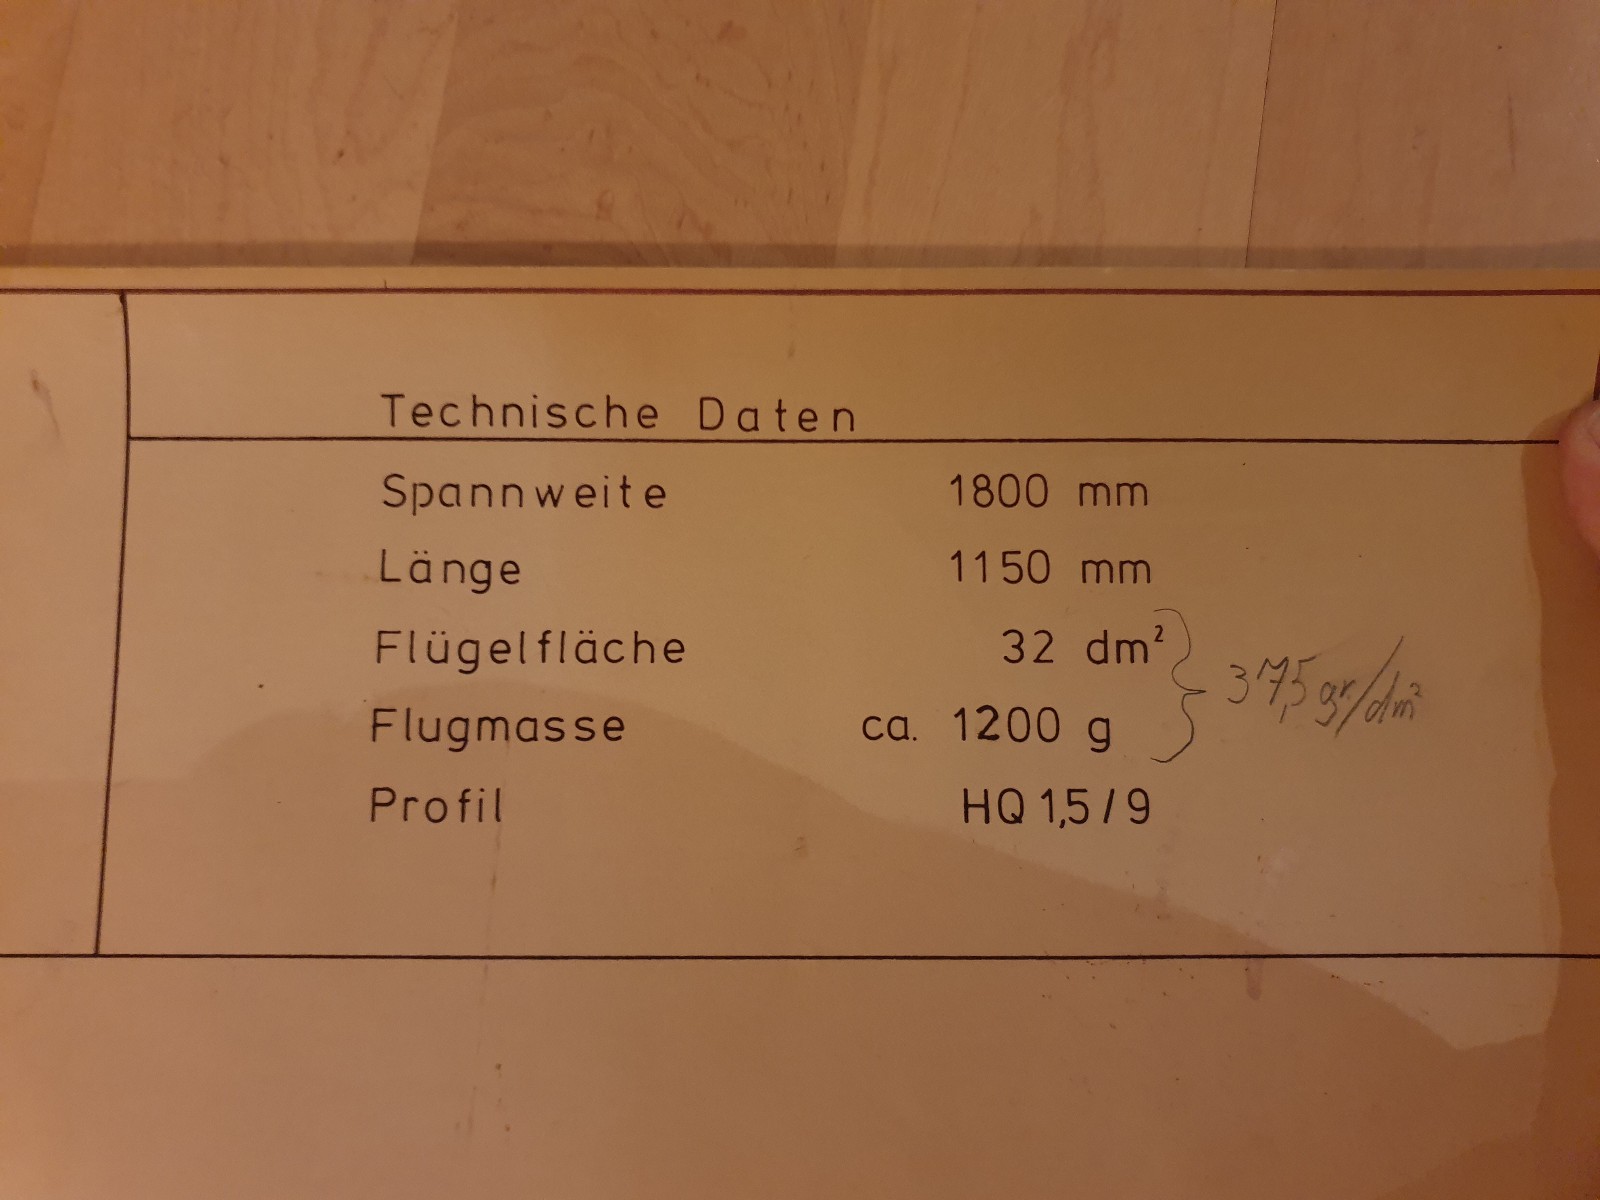 Technische Daten
Spannweite 1800 mm
Länge 1150 mm
Flügelfläche 32 dm²
Flugmasse ca. 1200 g
37,5 gr/dm²
Profil HQ 1,5/9